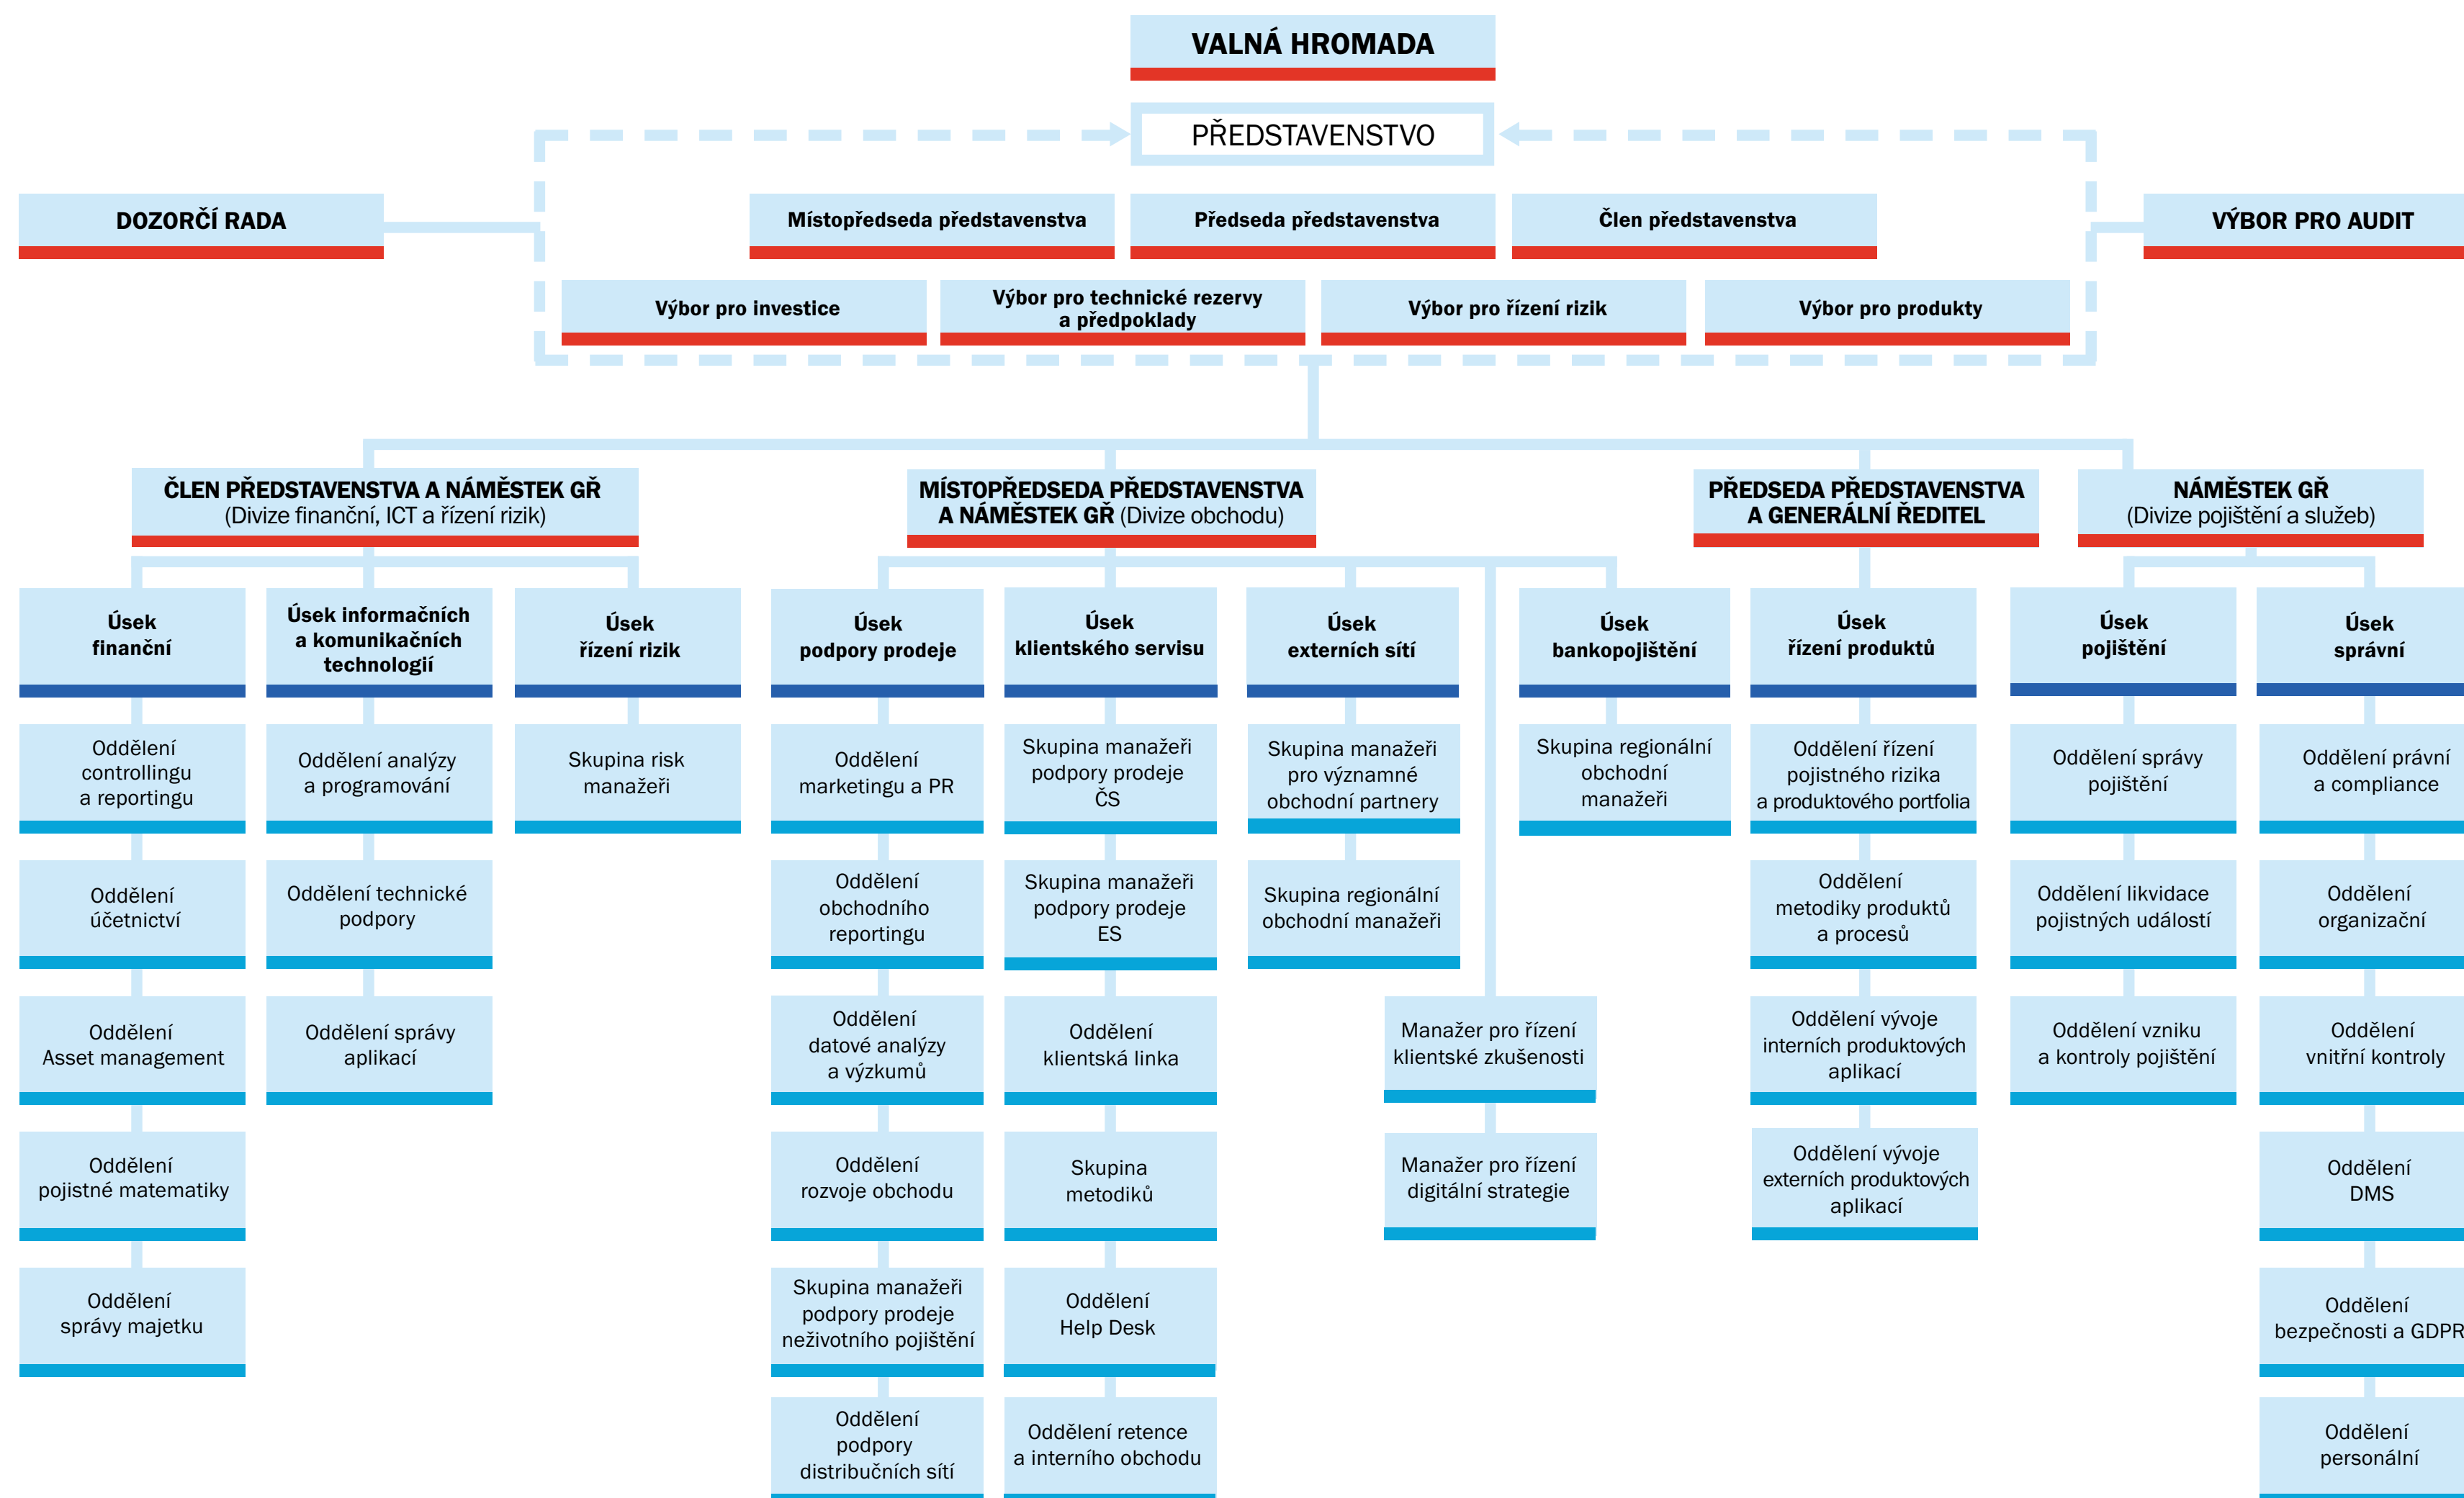 VALNÁ HROMADA
PŘEDSTAVENSTVO
DOZORČÍ RADA
Místopředseda představenstva
Předseda představenstva
Člen představenstva
VÝBOR PRO AUDIT
Výbor pro investice
Výbor pro technické rezervy
a předpoklady
Výbor pro řízení rizik
Výbor pro produkty
ČLEN PŘEDSTAVENSTVA A NÁMĚSTEK GŘ
(Divize finanční, ICT a řízení rizik)
MÍSTOPŘEDSEDA PŘEDSTAVENSTVA
A NÁMĚSTEK GŘ (Divize obchodu)
PŘEDSEDA PŘEDSTAVENSTVA
A GENERÁLNÍ ŘEDITEL
NÁMĚSTEK GŘ
(Divize pojištění a služeb)
Úsek
finanční
Úsek informačních
a komunikačních
technologií
Úsek
řízení rizik
Úsek
podpory prodeje
Úsek
klientského servisu
Úsek
externích sítí
Úsek
bankopojištění
Úsek
řízení produktů
Úsek
pojištění
Úsek
správní
Oddělení
controllingu
a reportingu
Oddělení analýzy
a programování
Skupina risk
manažeři
Oddělení
marketingu a PR
Skupina manažeři
podpory prodeje
ČS
Skupina manažeři
pro významné
obchodní partnery
Skupina regionální
obchodní
manažeři
Oddělení řízení
pojistného rizika
a produktového portfolia
Oddělení správy
pojištění
Oddělení právní
a compliance
Oddělení
účetnictví
Oddělení technické
podpory
Oddělení
obchodního
reportingu
Skupina manažeři
podpory prodeje
ES
Skupina regionální
obchodní manažeři
Oddělení
metodiky produktů
a procesů
Oddělení likvidace
pojistných událostí
Oddělení
organizační
Oddělení
Asset management
Oddělení správy
aplikací
Oddělení
datové analýzy
a výzkumů
Oddělení
klientská linka
Manažer pro řízení
klientské zkušenosti
Oddělení vývoje
interních produktových
aplikací
Oddělení vzniku
a kontroly pojištění
Oddělení
vnitřní kontroly
Oddělení
pojistné matematiky
Oddělení
rozvoje obchodu
Skupina
metodiků
Manažer pro řízení
digitální strategie
Oddělení vývoje
externích produktových
aplikací
Oddělení
DMS
Oddělení
správy majetku
Skupina manažeři
podpory prodeje
neživotního pojištění
Oddělení
Help Desk
Oddělení
bezpečnosti a GDPR
Oddělení
podpory
distribučních sítí
Oddělení retence
a interního obchodu
Oddělení
personální